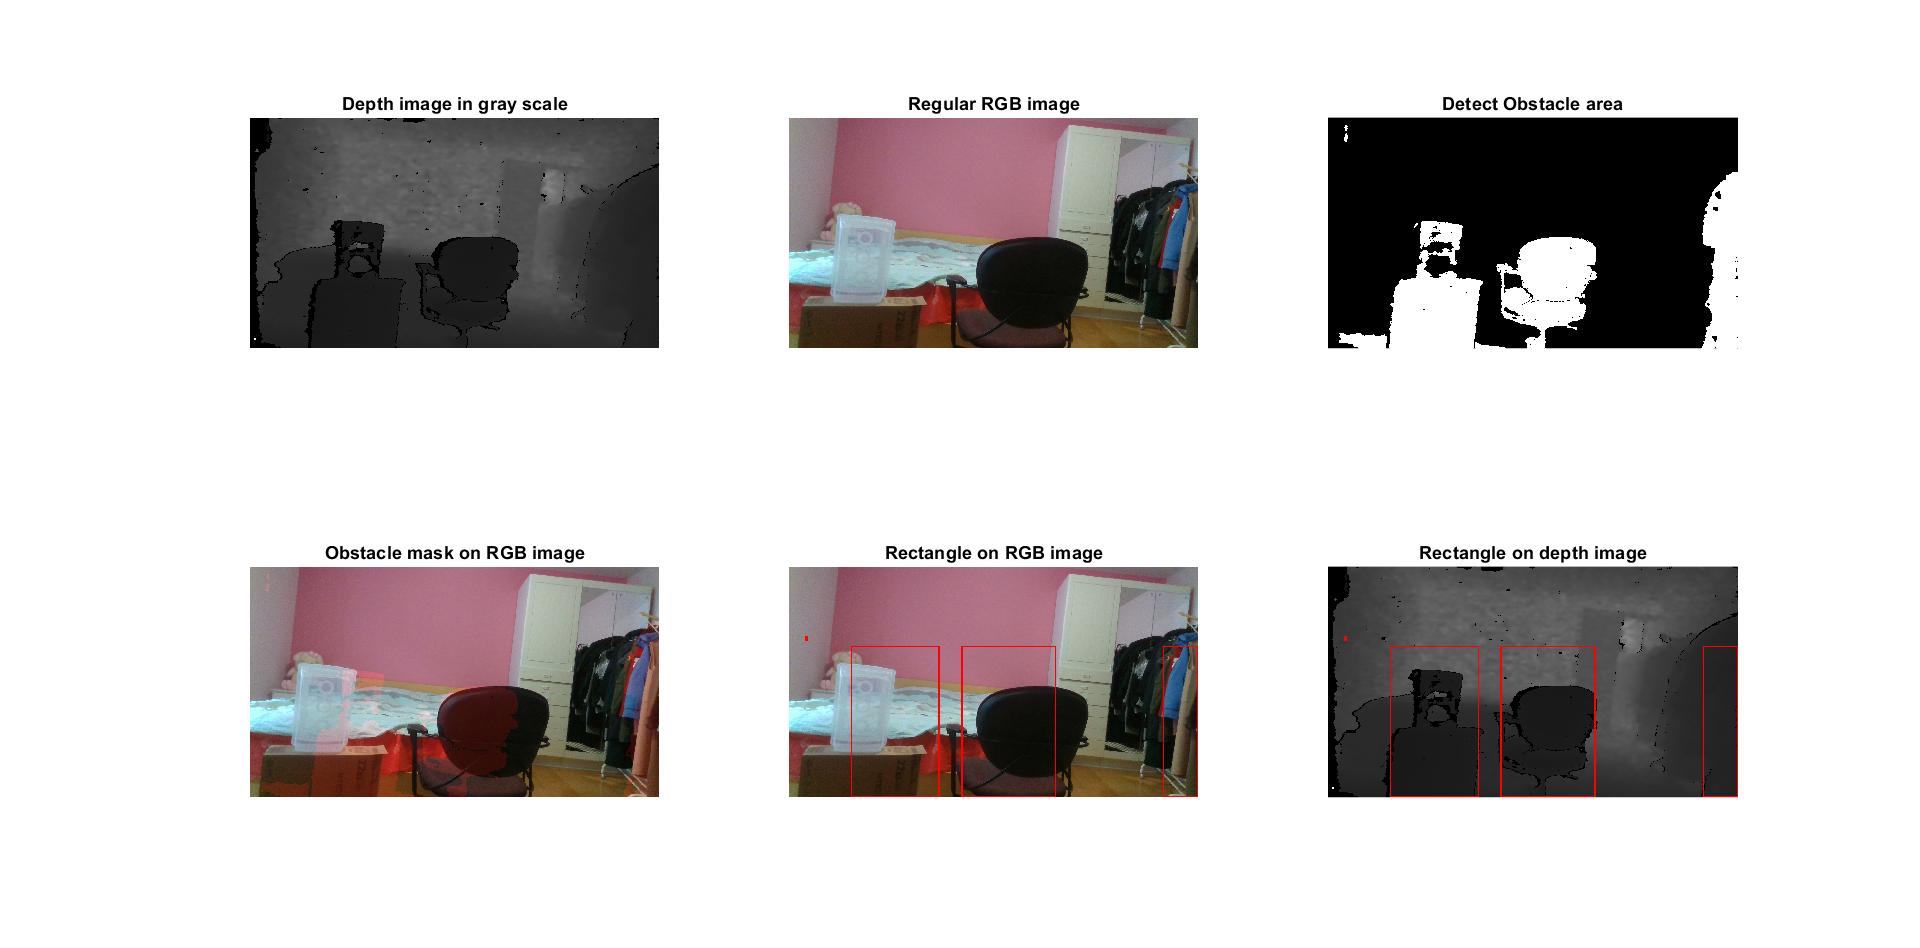 Depth image in gray scale
Regular RGB image
Detect Obstacle area
Obstacle mask on RGB image
Rectangle on RGB image
Rectangle on depth image